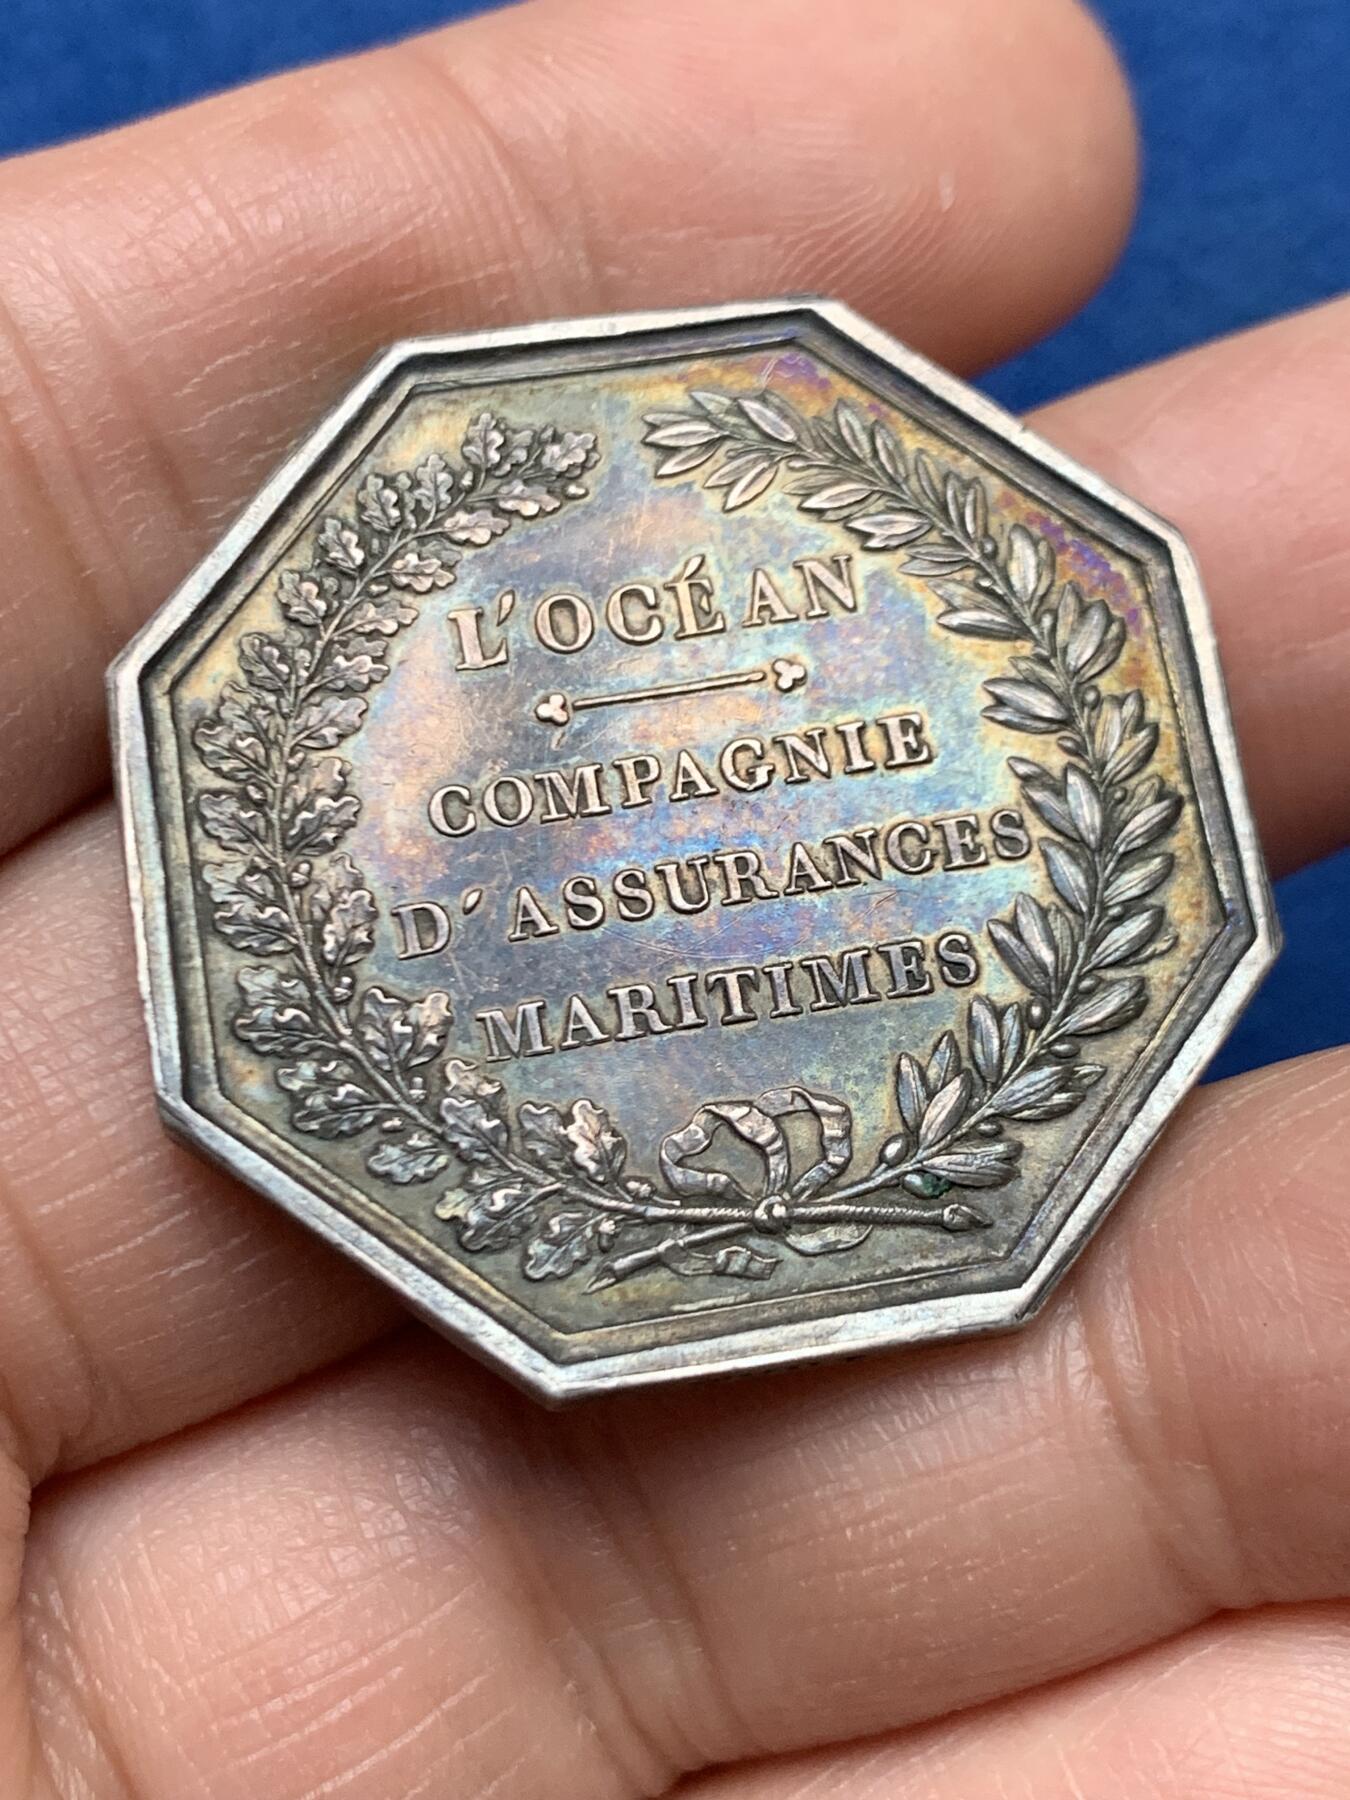 L'OCÉAN
COMPAGNIE
D'ASSURANCES
MARITIMES